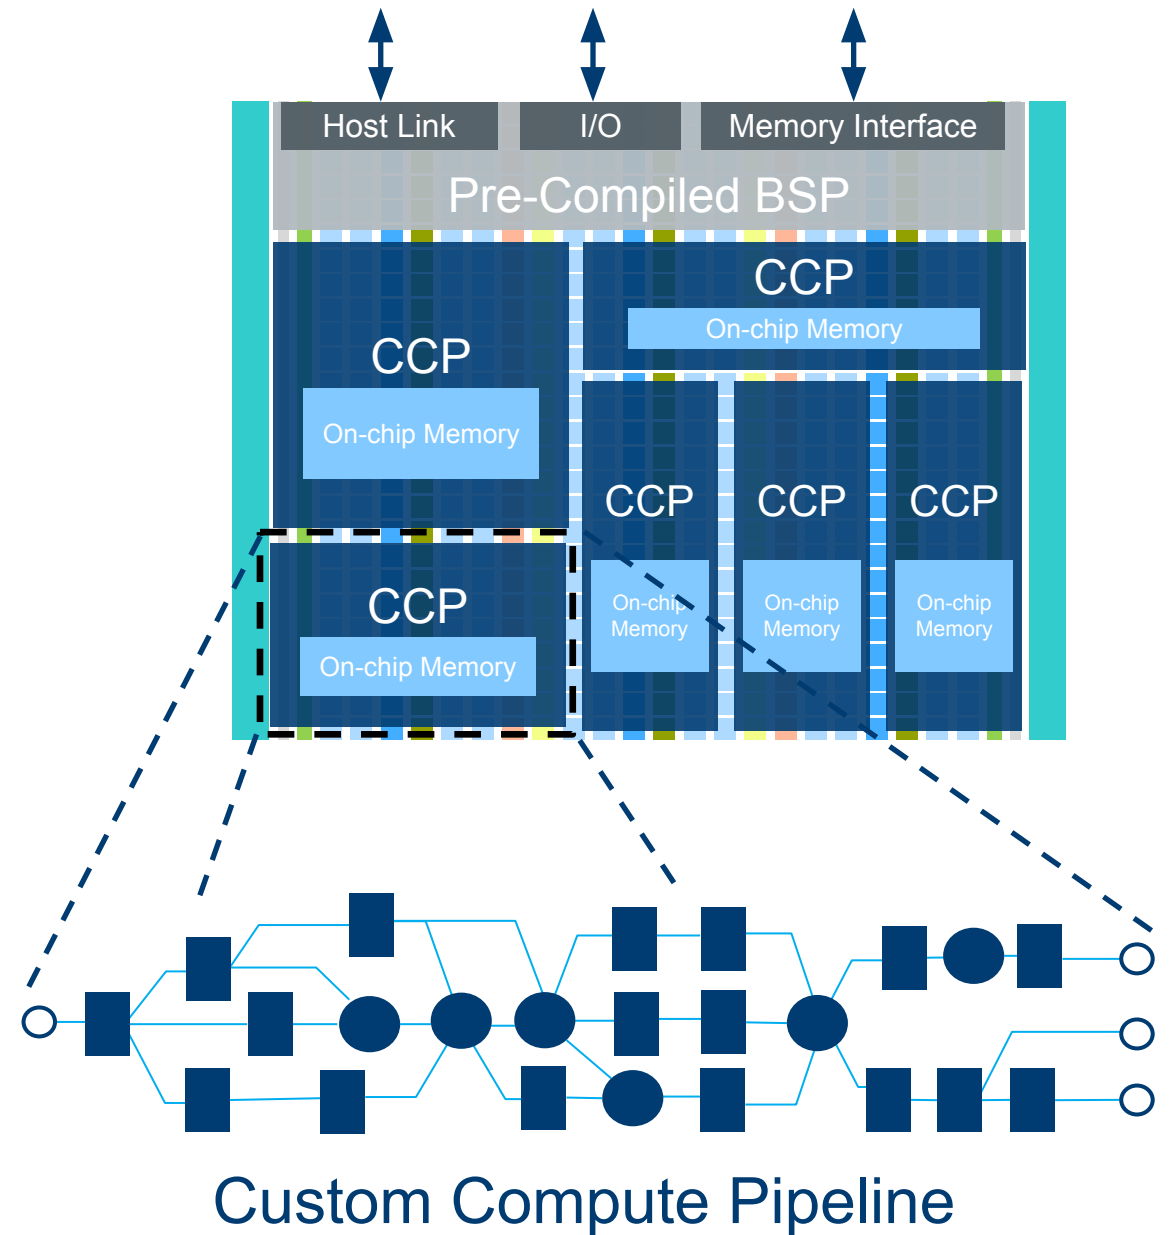 Host Link
I/O
Memory Interface
Pre-Compiled BSP
CCP
On-chip Memory
CCP
On-chip Memory
CCP
On-chip
Memory
CCP
On-chip
Memory
CCP
On-chip
Memory
CCP
On-chip Memory
Custom Compute Pipeline